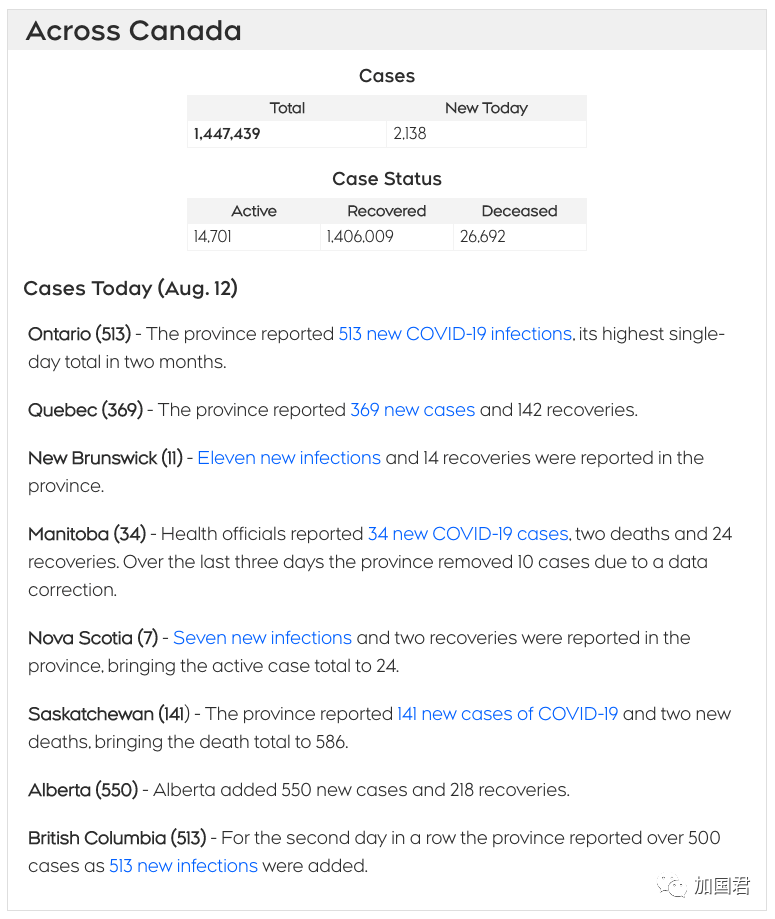 Across Canada
Cases
Total New Today
1,447,439 2,138
Case Status
Active Recovered Deceased
14,701 1,406,009 26,692
Cases Today (Aug. 12)
Ontario (513) - The province reported 513 new COVID-19 infections, its highest single-
day total in two months.
Quebec (369) - The province reported 369 new cases and 142 recoveries.
New Brunswick (11) - Eleven new infections and 14 recoveries were reported in the
province.
Manitoba (34) - Health officials reported 34 new COVID-19 cases, two deaths and 24
recoveries. Over the last three days the province removed 10 cases due to a data
correction.
Nova Scotia (7) - Seven new infections and two recoveries were reported in the
province, bringing the active case total to 24.
Saskatchewan (141) - The province reported 141 new cases of COVID-19 and two new
deaths, bringing the death total to 586.
Alberta (550) - Alberta added 550 new cases and 218 recoveries.
British Columbia (513) - For the second day in a row the province reported over 500
cases as 513 new infections were added.
加国君